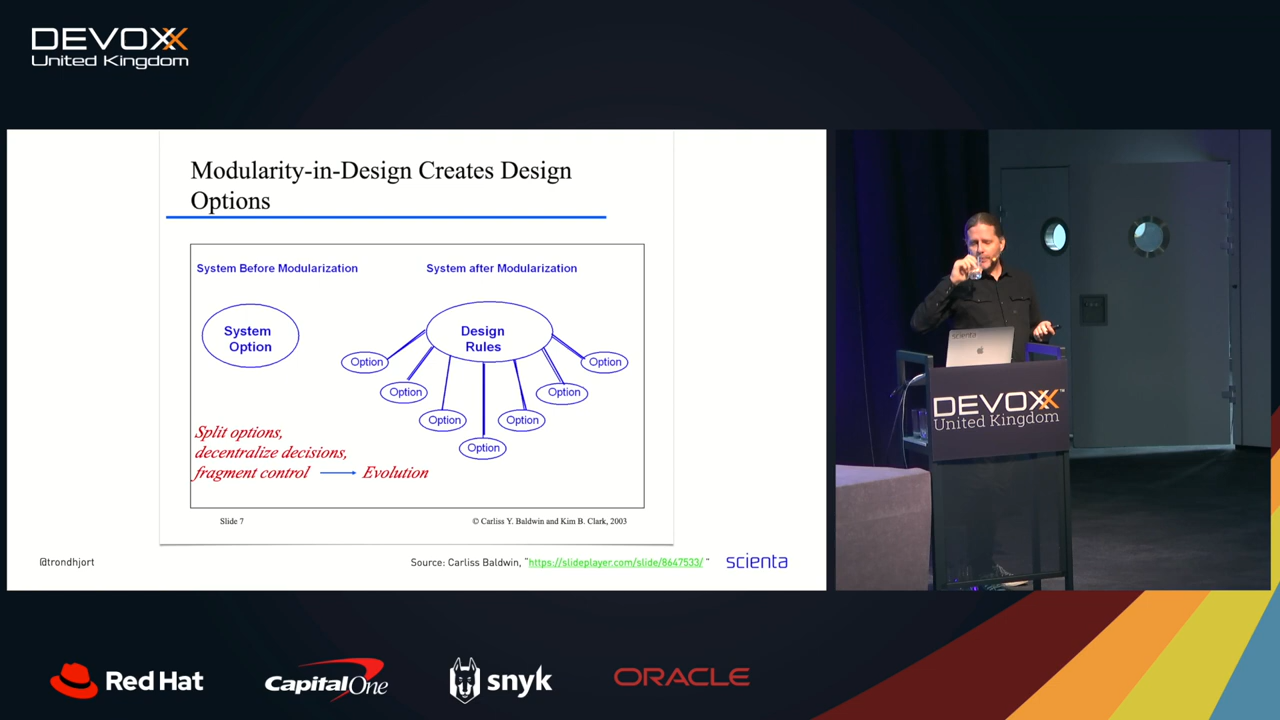 DEVOXX
United Kingdom
Modularity-in-Design Creates Design
Options
System Before Modularization
System after Modularization
System
Option
Design
Rules
Option
Option
Option
Option
Option
Option
Option
Split options,
decentralize decisions,
fragment control
Evolution
Slide 7
© Carliss Y. Baldwin and Kim B. Clark, 2003
@trondhjort
Source: Carliss Baldwin, "https://slideplayer.com/slide/8647533/ "
scienta
scienta
DEVOXX™
United Kingdom
Red Hat
Capital One
snyk
ORACLE